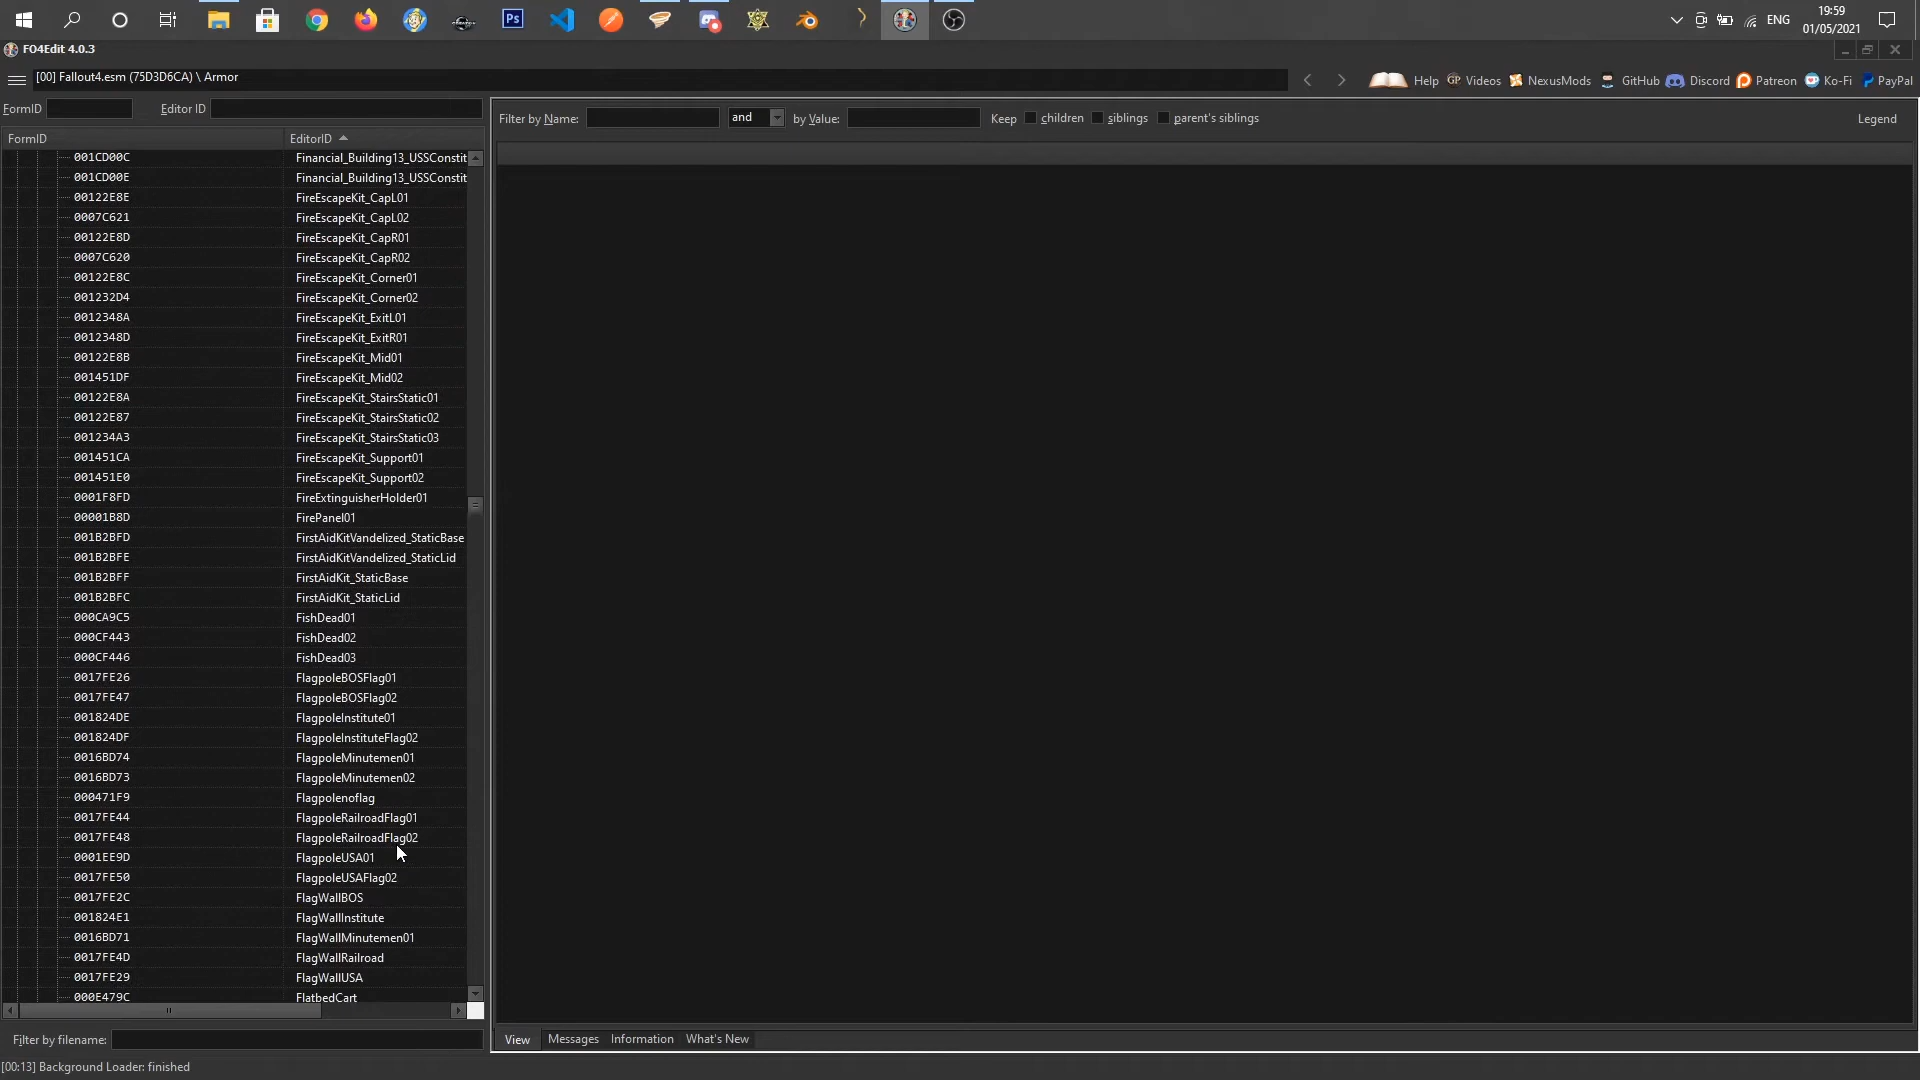 Ps
ENG
19:59
01/05/2021
FO4Edit 4.0.3
[00] Fallout4.esm (75D3D6CA) \ Armor
Help
GP Videos
NexusMods
GitHub
Discord
Patreon
Ko-Fi
PayPal
FormID
Editor ID
Filter by Name:
and
by Value:
Keep
children
siblings
parent's siblings
Legend
FormID EditorID
001CD00C Financial_Building13_USSConstit
001CD00E Financial_Building13_USSConstit
00122E8E FireEscapeKit_CapL01
0007C621 FireEscapeKit_CapL02
00122E8D FireEscapeKit_CapR01
0007C620 FireEscapeKit_CapR02
00122E8C FireEscapeKit_Corner01
001232D4 FireEscapeKit_Corner02
0012348A FireEscapeKit_ExitL01
0012348D FireEscapeKit_ExitR01
00122E8B FireEscapeKit_Mid01
001451DF FireEscapeKit_Mid02
00122E8A FireEscapeKit_StairsStatic01
00122E87 FireEscapeKit_StairsStatic02
001234A3 FireEscapeKit_StairsStatic03
001451CA FireEscapeKit_Support01
001451E0 FireEscapeKit_Support02
0001F8FD FireExtinguisherHolder01
00001B8D FirePanel01
001B2BFD FirstAidKitVandelized_StaticBase
001B2BFE FirstAidKitVandelized_StaticLid
001B2BFF FirstAidKit_StaticBase
001B2BFC FirstAidKit_StaticLid
000CA9C5 FishDead01
000CF443 FishDead02
000CF446 FishDead03
0017FE26 FlagpoleBOSFlag01
0017FE47 FlagpoleBOSFlag02
001824DE FlagpoleInstitute01
001824DF FlagpoleInstituteFlag02
0016BD74 FlagpoleMinutemen01
0016BD73 FlagpoleMinutemen02
000471F9 Flagpolenoflag
0017FE44 FlagpoleRailroadFlag01
0017FE48 FlagpoleRailroadFlag02
0001EE9D FlagpoleUSA01
0017FE50 FlagpoleUSAFlag02
0017FE2C FlagWallBOS
001824E1 FlagWallInstitute
0016BD71 FlagWallMinutemen01
0017FE4D FlagWallRailroad
0017FE29 FlagWallUSA
000E479C FlatbedCart
Filter by filename:
View
Messages
Information
What's New
[00:13] Background Loader: finished